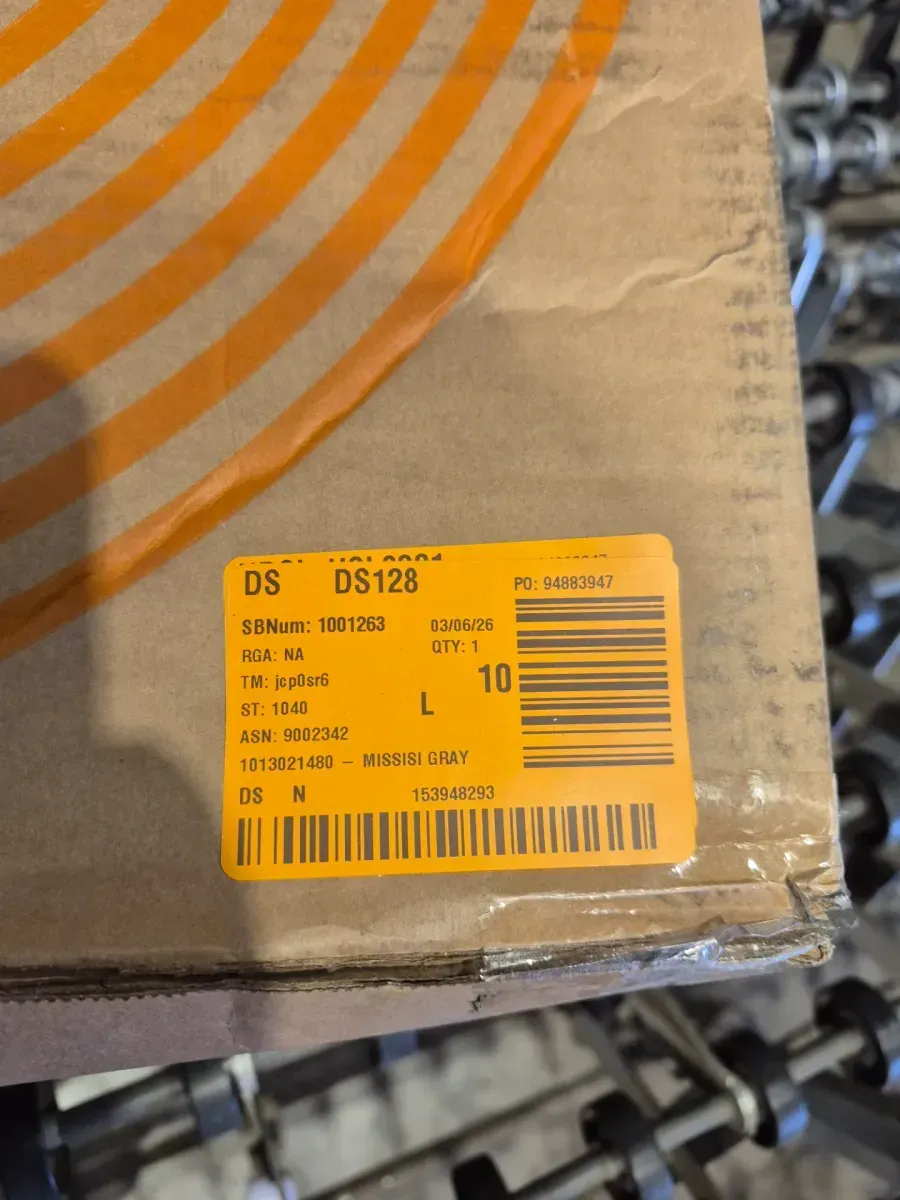 DS DS128 PO: 94883947
SBNum: 1001263 03/06/26
RGA: NA QTY: 1
TM: jcp0sr6 10
ST: 1040 L
ASN: 9002342
1013021480 – MISSISI GRAY
DS N 153948293